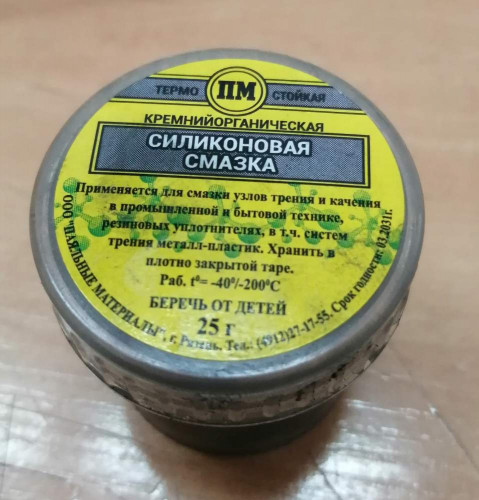 ПМ
ТЕРМО СТОЙКАЯ
КРЕМНИЙОРГАНИЧЕСКАЯ
СИЛИКОНОВАЯ
СМАЗКА
Применяется для смазки узлов трения и качения
в промышленной и бытовой технике,
резиновых уплотнителях, в т.ч. систем
трения металл-пластик. Хранить в
плотно закрытой таре.
Раб. t°= -40°/-200°С
БЕРЕЧЬ ОТ ДЕТЕЙ
25 г
ООО "ПАЯЛЬНЫЕ МАТЕРИАЛЫ", г. Рязань. Тел.: (4912)27-17-55. Срок годности: 03.2031г.